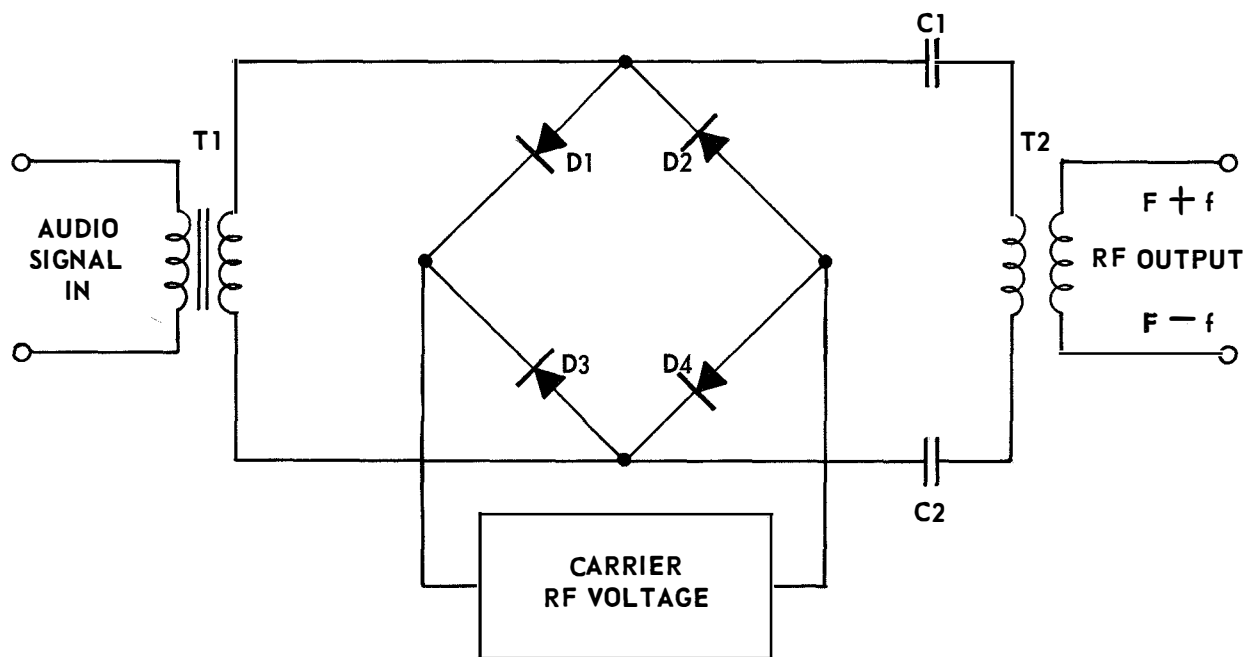 C1
T1
D1
D2
T2
AUDIO
SIGNAL
IN
F + f
RF OUTPUT
F - f
D3
D4
C2
CARRIER
RF VOLTAGE